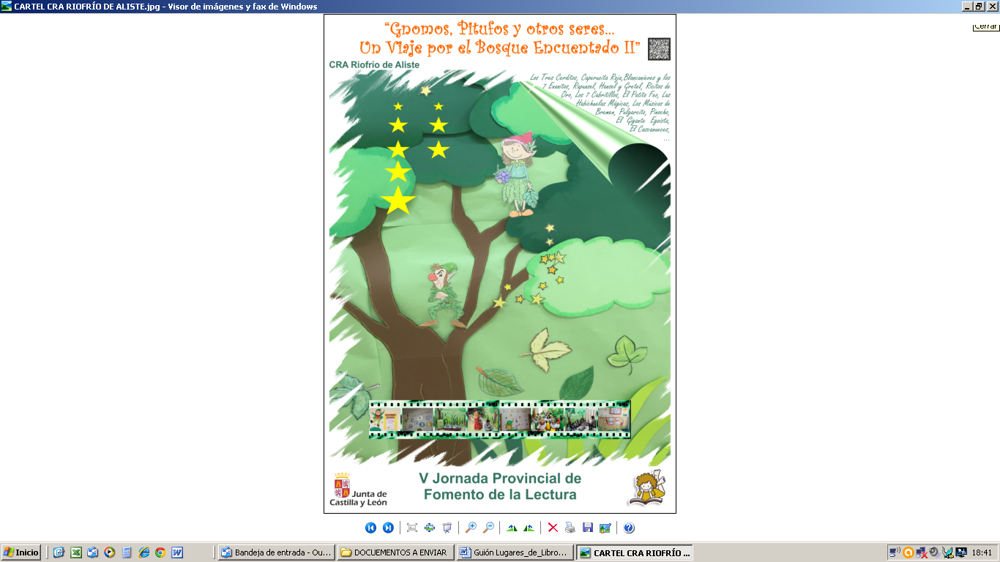 CARTEL CRA RIOFRÍO DE ALISTE.jpg - Visor de imágenes y fax de Windows
Cerrar
“Gnomos, Pitufos y otros seres...
Un Viaje por el Bosque Encuentado II”
CRA Riofrio de Aliste
Los Tres Cerditos, Caperucita Roja,Blancanieves y los
7 Enanitos, Rapunsel, Hansel y Gretel, Ricitos de
Oro, Los 7 Cabritillos, El Patito Feo, Las
Habichuelas Mágicas, Los Músicos de
Bremen, Pulgarcito, Pinocho,
El Gigante Egoista,
El Cascanueces,
...
V Jornada Provincial de
Fomento de la Lectura
Junta de
Castilla y León
Inicio
Bandeja de entrada - Ou...
DOCUEMENTOS A ENVIAR
Guión Lugares_de_Libro...
CARTEL CRA RIOFRÍO ...
18:41